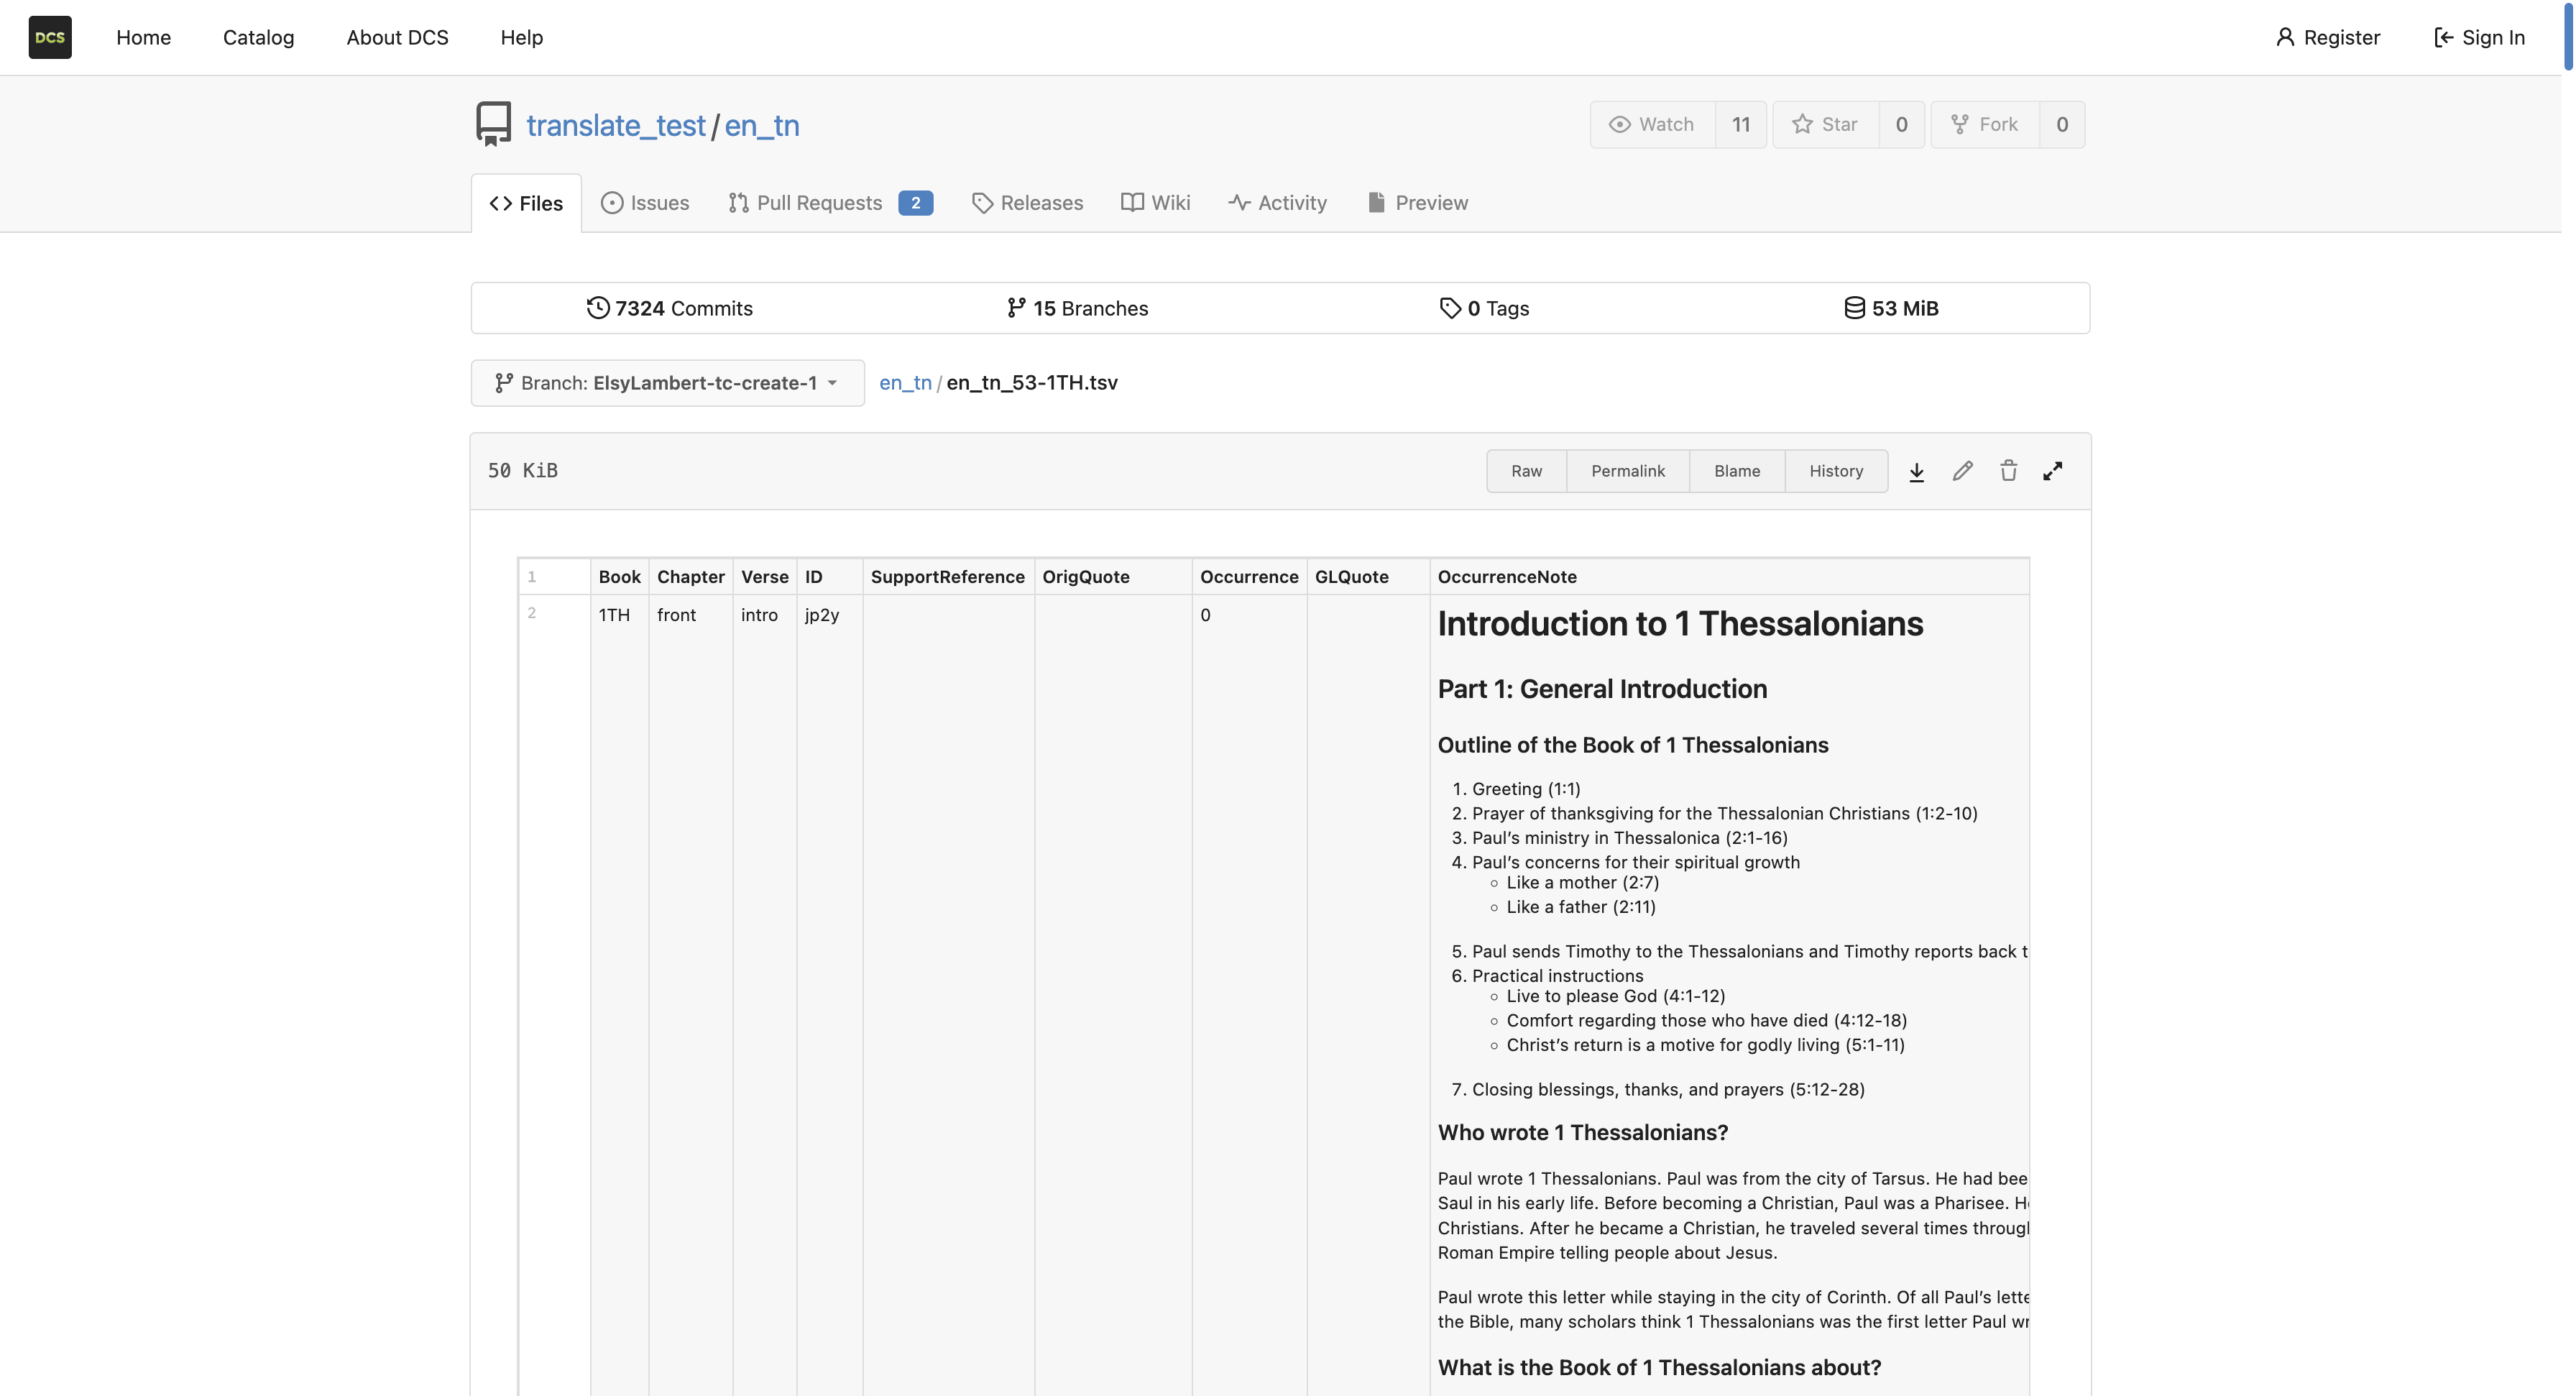 DCS Home Catalog About DCS Help Register Sign In
translate_test / en_tn Watch 11 Star 0 Fork 0
Files Issues Pull Requests 2 Releases Wiki Activity Preview
7324 Commits 15 Branches 0 Tags 53 MiB
Branch: ElsyLambert-tc-create-1 en_tn / en_tn_53-1TH.tsv
50 KiB Raw Permalink Blame History
1 Book Chapter Verse ID SupportReference OrigQuote Occurrence GLQuote OccurrenceNote
2 1TH front intro jp2y 0 Introduction to 1 Thessalonians
Part 1: General Introduction
Outline of the Book of 1 Thessalonians
1. Greeting (1:1)
2. Prayer of thanksgiving for the Thessalonian Christians (1:2-10)
3. Paul’s ministry in Thessalonica (2:1-16)
4. Paul’s concerns for their spiritual growth
Like a mother (2:7)
Like a father (2:11)
5. Paul sends Timothy to the Thessalonians and Timothy reports back t
6. Practical instructions
Live to please God (4:1-12)
Comfort regarding those who have died (4:12-18)
Christ’s return is a motive for godly living (5:1-11)
7. Closing blessings, thanks, and prayers (5:12-28)
Who wrote 1 Thessalonians?
Paul wrote 1 Thessalonians. Paul was from the city of Tarsus. He had bee
Saul in his early life. Before becoming a Christian, Paul was a Pharisee. H
Christians. After he became a Christian, he traveled several times throug
Roman Empire telling people about Jesus.
Paul wrote this letter while staying in the city of Corinth. Of all Paul’s lette
the Bible, many scholars think 1 Thessalonians was the first letter Paul wr
What is the Book of 1 Thessalonians about?